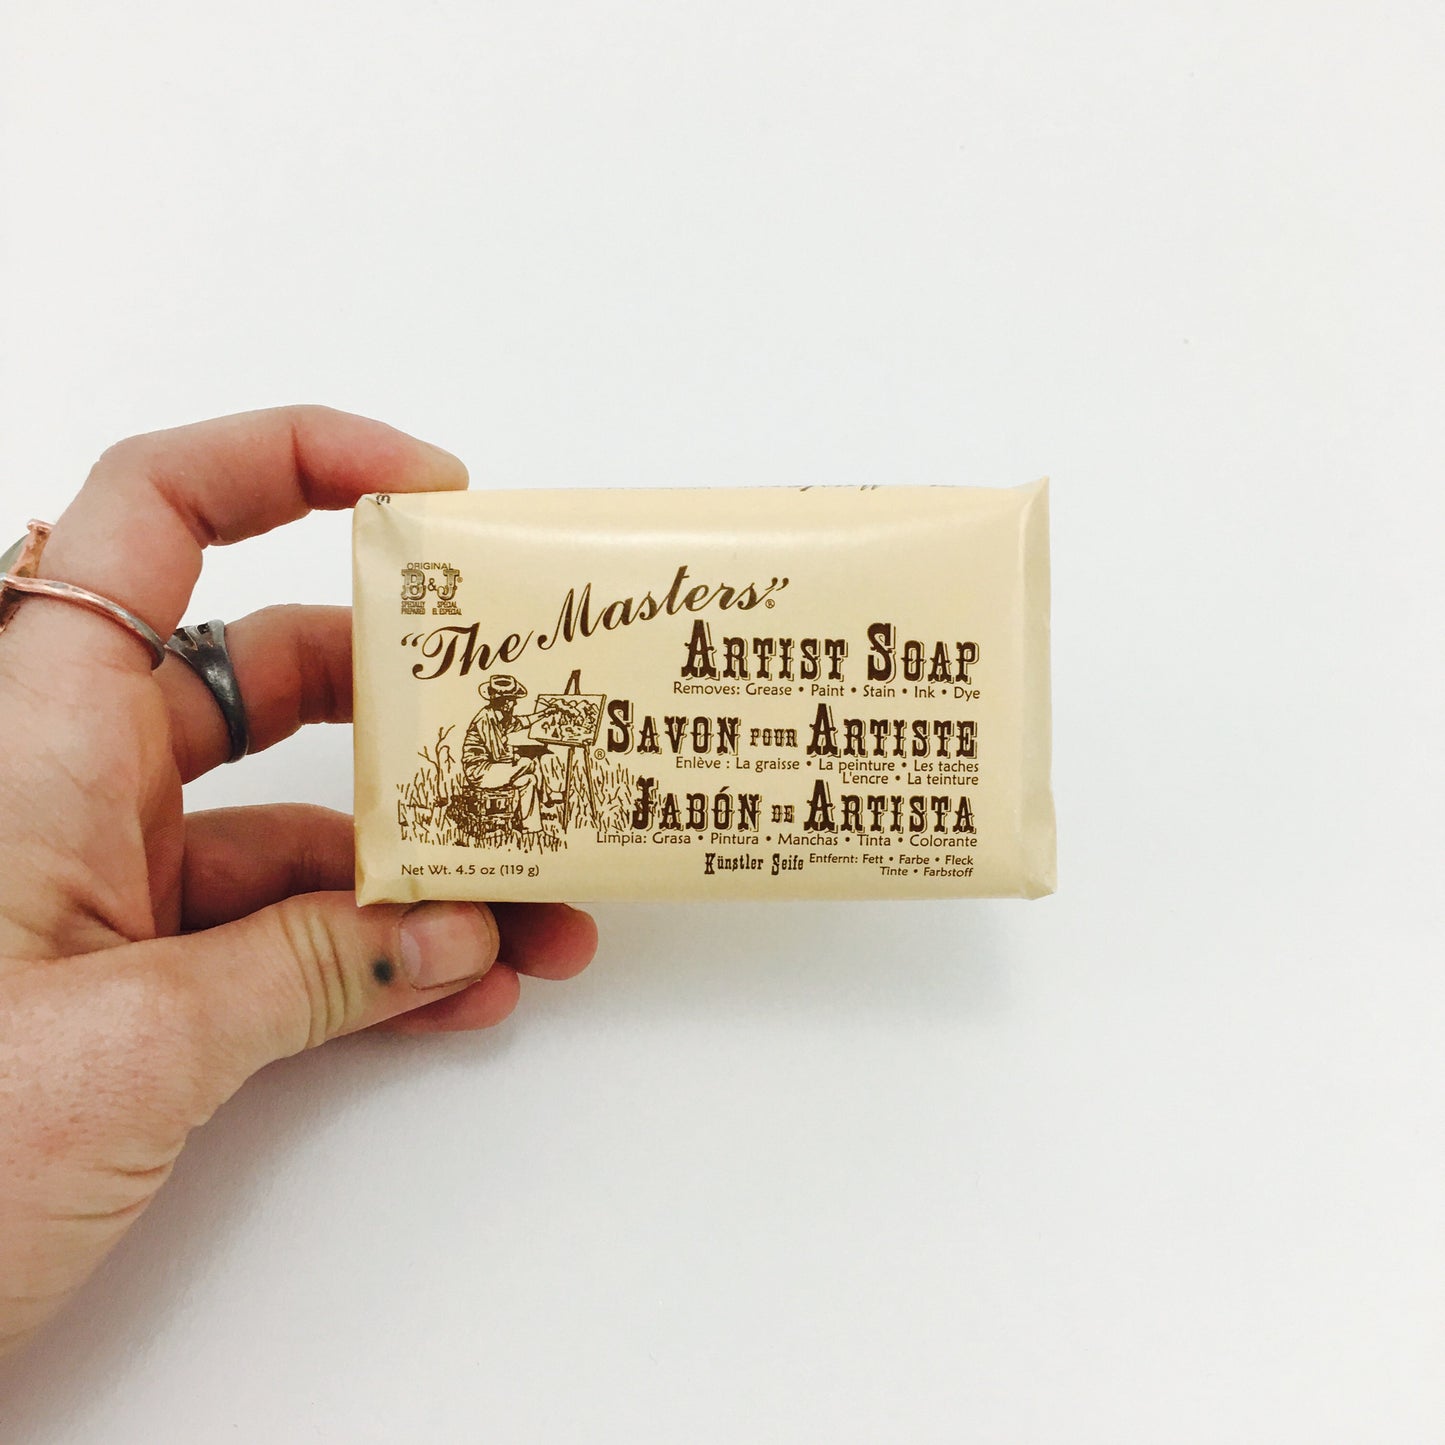 ORIGINAL
B&J®
SPECIALLY SPÉCIAL
PREPARED EL ESPECIAL
“The Masters”®
ARTIST SOAP
Removes: Grease • Paint • Stain • Ink • Dye
SAVON POUR ARTISTE
Enlève : La graisse • La peinture • Les taches
L'encre • La teinture
®
JABÓN DE ARTISTA
Limpia: Grasa • Pintura • Manchas • Tinta • Colorante
Künstler Seife Entfernt: Fett • Farbe • Fleck
Tinte • Farbstoff
Net Wt. 4.5 oz (119 g)